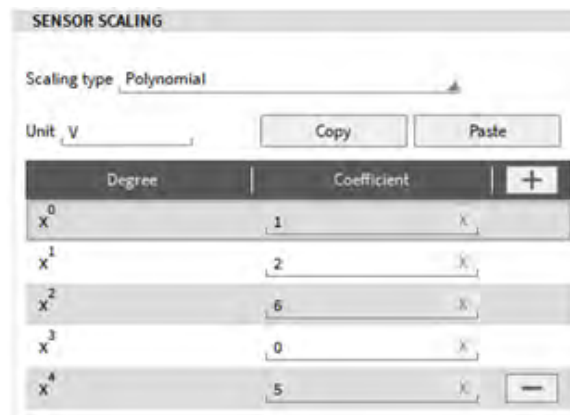 SENSOR SCALING
Scaling type Polynomial
Unit V Copy Paste
Degree Coefficient +
x⁰ 1 X
x¹ 2 X
x² 6 X
x³ 0 X
x⁴ 5 X −